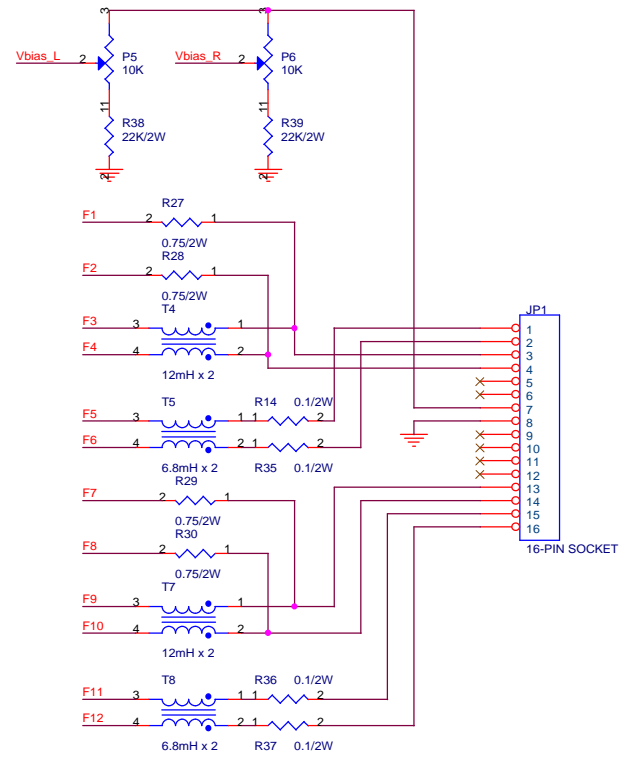 3 3
Vbias_L 2 P5 Vbias_R 2 P6
10K 10K
11 11
R38 R39
22K/2W 22K/2W
2 2
R27
F1 2 1
0.75/2W
R28
F2 2 1
0.75/2W
T4
JP1
F3 3 1 1
2
F4 4 2 3
4
12mH x 2 5
T5 R14 0.1/2W 6
7
F5 3 1 1 2 8
9
F6 4 2 1 2 10
11
6.8mH x 2 R35 0.1/2W 12
R29 13
F7 2 1 14
15
0.75/2W 16
R30
16-PIN SOCKET
F8 2 1
0.75/2W
T7
F9 3 1
F10 4 2
12mH x 2
T8 R36 0.1/2W
F11 3 1 1 2
F12 4 2 1 2
6.8mH x 2 R37 0.1/2W